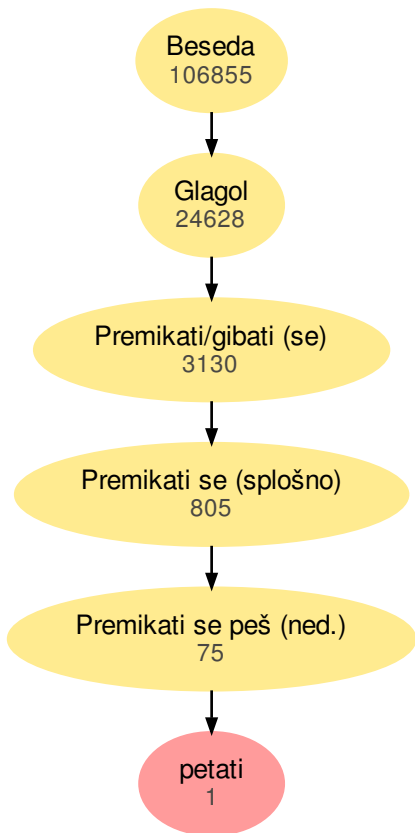 Beseda
106855
Glagol
24628
Premikati/gibati (se)
3130
Premikati se (splošno)
805
Premikati se peš (ned.)
75
petati
1